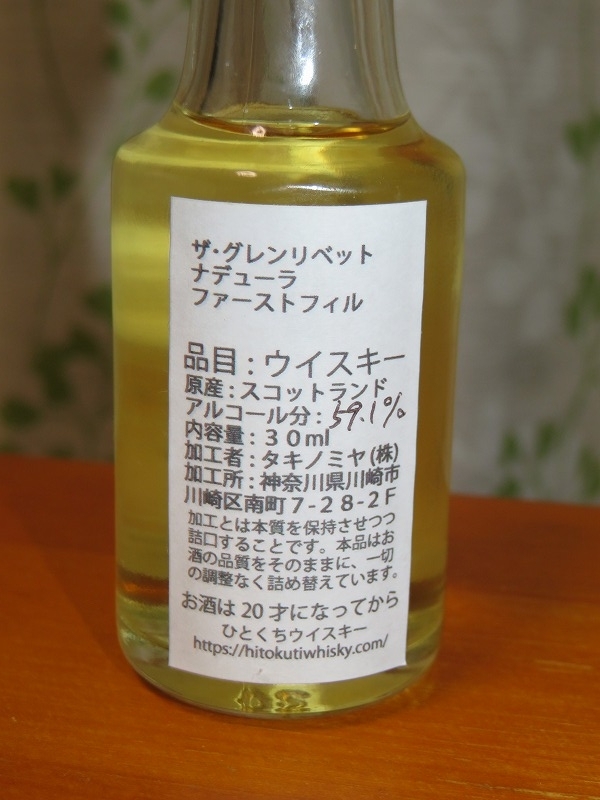 ザ・グレンリベット
ナデューラ
ファーストフィル
品目：ウイスキー
原産：スコットランド
アルコール分：59.1%
内容量：３０ml
加工者：タキノミヤ(株)
加工所：神奈川県川崎市
川崎区南町７-２８-２Ｆ
加工とは本質を保持させつつ
詰口することです。本品はお
酒の品質をそのままに、一切
の調整なく詰め替えています。
お酒は20才になってから
ひとくちウイスキー
https://hitokutiwhisky.com/